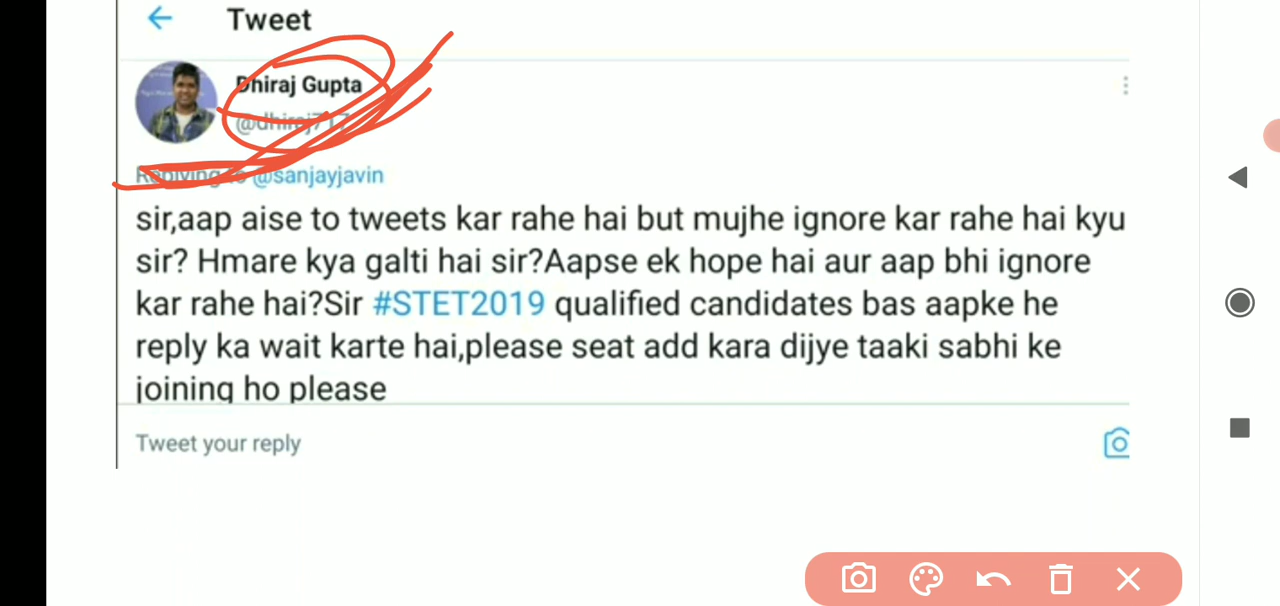 Tweet
Dhiraj Gupta
@dhiraj717
Replying to @sanjayjavin
sir,aap aise to tweets kar rahe hai but mujhe ignore kar rahe hai kyu
sir? Hmare kya galti hai sir?Aapse ek hope hai aur aap bhi ignore
kar rahe hai?Sir #STET2019 qualified candidates bas aapke he
reply ka wait karte hai,please seat add kara dijye taaki sabhi ke
joining ho please
Tweet your reply